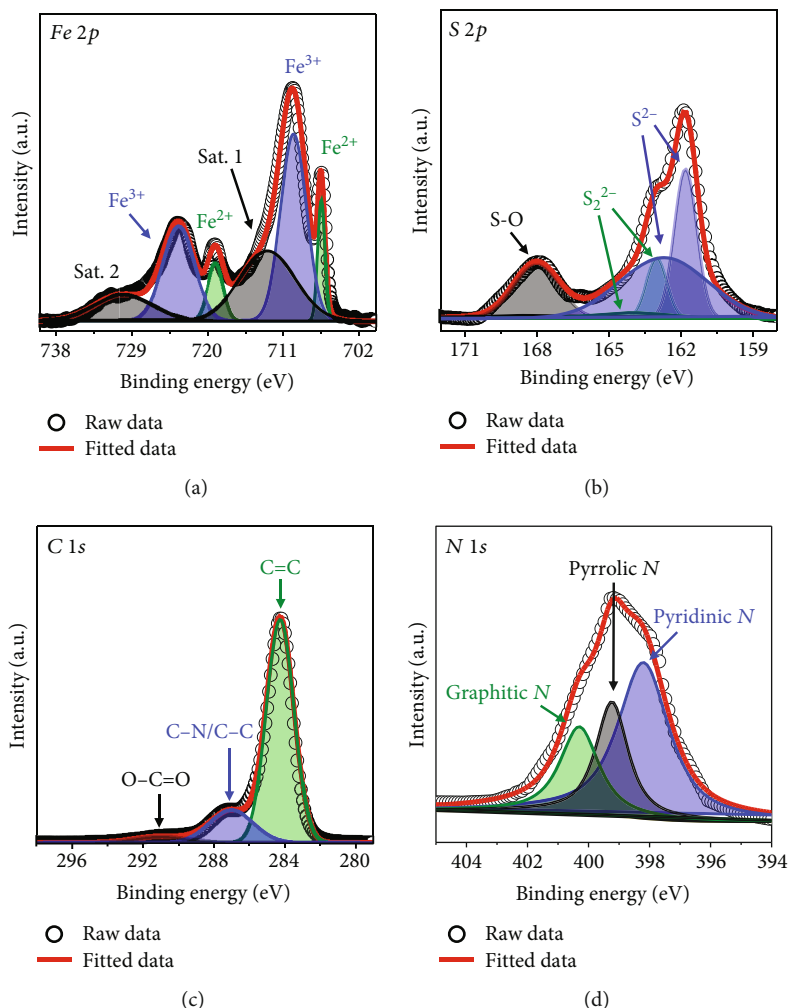 Fe 2p
Fe³⁺
Sat. 1
Fe²⁺
Fe³⁺
Fe²⁺
Sat. 2
Intensity (a.u.)
738 729 720 711 702
Binding energy (eV)
Raw data
Fitted data
(a)
S 2p
S²⁻
S₂²⁻
S-O
Intensity (a.u.)
171 168 165 162 159
Binding energy (eV)
Raw data
Fitted data
(b)
C 1s
C=C
C–N/C–C
O–C=O
Intensity (a.u.)
296 292 288 284 280
Binding energy (eV)
Raw data
Fitted data
(c)
N 1s
Pyrrolic N
Pyridinic N
Graphitic N
Intensity (a.u.)
404 402 400 398 396 394
Binding energy (eV)
Raw data
Fitted data
(d)